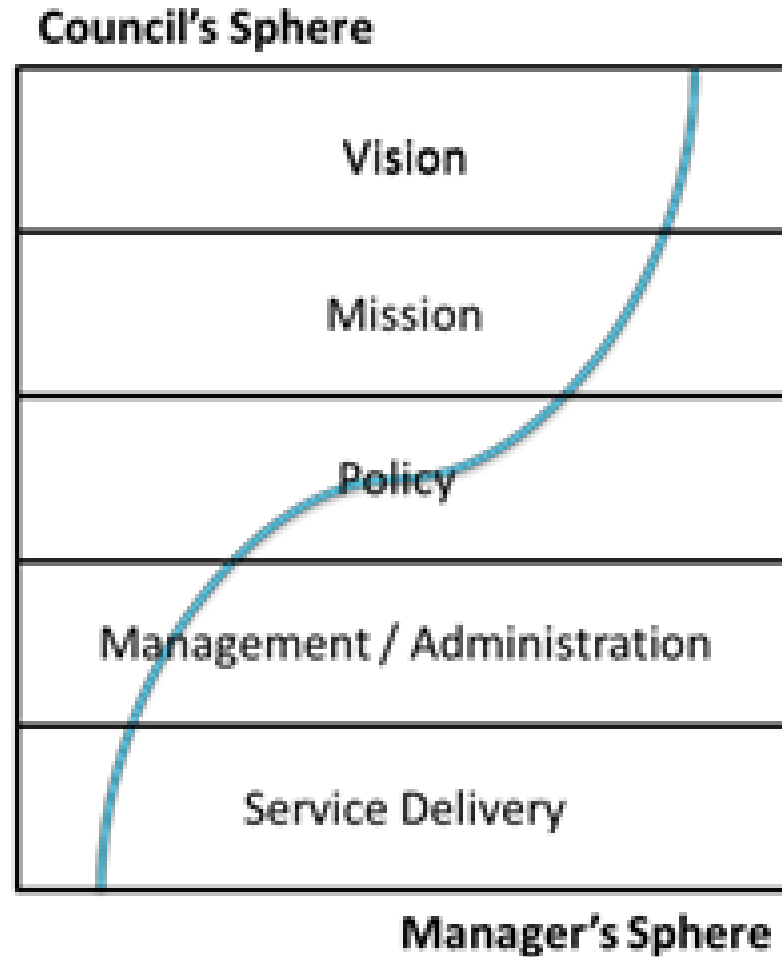 Council's Sphere
Vision
Mission
Policy
Management / Administration
Service Delivery
Manager's Sphere